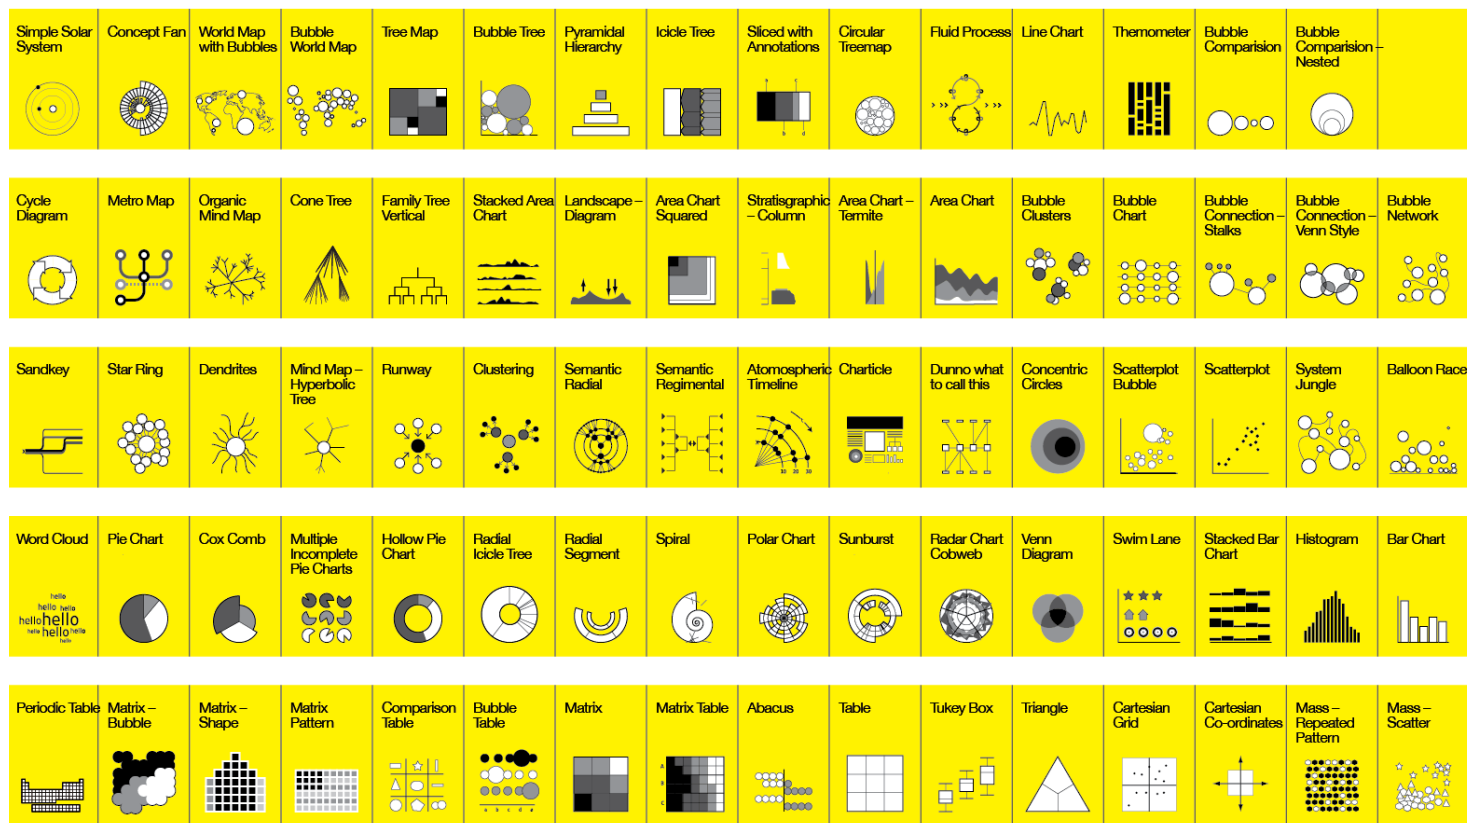 Simple Solar
System
Concept Fan
World Map
with Bubbles
Bubble
World Map
Tree Map
Bubble Tree
Pyramidal
Hierarchy
Icicle Tree
Sliced with
Annotations
Circular
Treemap
Fluid Process
Line Chart
Themometer
Bubble
Comparision
Bubble
Comparision –
Nested
Cycle
Diagram
Metro Map
Organic
Mind Map
Cone Tree
Family Tree
Vertical
Stacked Area
Chart
Landscape –
Diagram
Area Chart
Squared
Stratisgraphic
– Column
Area Chart –
Termite
Area Chart
Bubble
Clusters
Bubble
Chart
Bubble
Connection –
Stalks
Bubble
Connection –
Venn Style
Bubble
Network
Sandkey
Star Ring
Dendrites
Mind Map –
Hyperbolic
Tree
Runway
Clustering
Semantic
Radial
Semantic
Regimental
Atomospheric
Timeline
10 20 30
Charticle
Dunno what
to call this
Concentric
Circles
Scatterplot
Bubble
Scatterplot
System
Jungle
Balloon Race
Word Cloud
hello
hello hello
hello hello
hello hello hello
hello
Pie Chart
Cox Comb
Multiple
Incomplete
Pie Charts
Hollow Pie
Chart
Radial
Icicle Tree
Radial
Segment
Spiral
Polar Chart
Sunburst
Radar Chart
Cobweb
Venn
Diagram
Swim Lane
Stacked Bar
Chart
Histogram
Bar Chart
Periodic Table
Matrix –
Bubble
Matrix –
Shape
Matrix
Pattern
Comparison
Table
Bubble
Table
a b c d e
Matrix
Matrix Table
A
B
C
Abacus
Table
Tukey Box
Triangle
Cartesian
Grid
Cartesian
Co-ordinates
Mass –
Repeated
Pattern
Mass –
Scatter